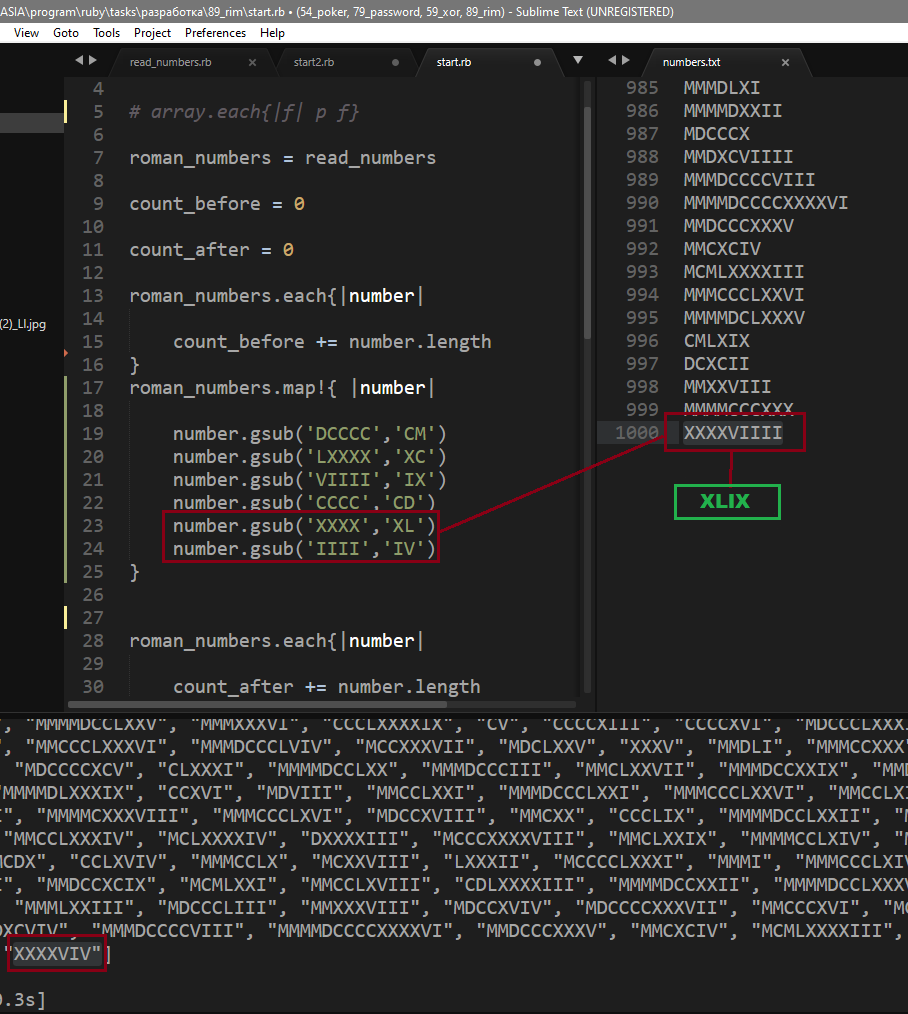 ASIA\program\ruby\tasks\разработка\89_rim\start.rb • (54_poker, 79_password, 59_xor, 89_rim) - Sublime Text (UNREGISTERED)
View Goto Tools Project Preferences Help
read_numbers.rb × start2.rb start.rb
numbers.txt ×
(2)_LI.jpg
4
5 # array.each{|f| p f}
6
7 roman_numbers = read_numbers
8
9 count_before = 0
10
11 count_after = 0
12
13 roman_numbers.each{|number|
14
15 count_before += number.length
16 }
17 roman_numbers.map!{ |number|
18
19 number.gsub('DCCCC','CM')
20 number.gsub('LXXXX','XC')
21 number.gsub('VIIII','IX')
22 number.gsub('CCCC','CD')
23 number.gsub('XXXX','XL')
24 number.gsub('IIII','IV')
25 }
26
27
28 roman_numbers.each{|number|
29
30 count_after += number.length
985 MMMDLXI
986 MMMMDXXII
987 MDCCCX
988 MMDXCVIIII
989 MMMDCCCCVIII
990 MMMMDCCCCXXXXVI
991 MMDCCCXXXV
992 MMCXCIV
993 MCMLXXXXIII
994 MMMCCCLXXVI
995 MMMMDCLXXXV
996 CMLXIX
997 DCXCII
998 MMXXVIII
999 MMMMCCCXXX
1000 XXXXVIIII
XLIX
", "MMMMDCCLXXV", "MMMXXXVI", "CCCLXXXXIX", "CV", "CCCCXIII", "CCCCXVI", "MDCCCCLXXX
", "MMCCCLXXXVI", "MMMDCCCLVIV", "MCCXXXVII", "MDCLXXV", "XXXV", "MMDLI", "MMMCCXXX"
"MDCCCCXCV", "CLXXXI", "MMMMDCCLXX", "MMMDCCCIII", "MMCLXXVII", "MMMDCCXXIX", "MMD
MMMMDLXXXIX", "CCXVI", "MDVIII", "MMCCLXXI", "MMMDCCCLXXI", "MMMCCCLXXVI", "MMCCLXI
", "MMMMCXXXVIII", "MMMCCCLXVI", "MDCCXVIII", "MMCXX", "CCCLIX", "MMMMDCCLXXII", "M
"MMCCLXXXIV", "MCLXXXXIV", "DXXXXIII", "MCCCXXXXVIII", "MMCLXXIX", "MMMMCCLXIV", "M
MCDX", "CCLXVIV", "MMMCCLX", "MCXXVIII", "LXXXII", "MCCCCLXXXI", "MMMI", "MMMCCCLXIV
", "MMDCCXCIX", "MCMLXXI", "MMCCLXVIII", "CDLXXXXIII", "MMMMDCCXXII", "MMMMDCCLXXXV
"MMMLXXIII", "MDCCCLIII", "MMXXXVIII", "MDCCXVIV", "MDCCCCXXXVII", "MMCCCXVI", "MC
DXCVIV", "MMMDCCCCVIII", "MMMMDCCCCXXXXVI", "MMDCCCXXXV", "MMCXCIV", "MCMLXXXXIII",
"XXXXVIV"]
0.3s]